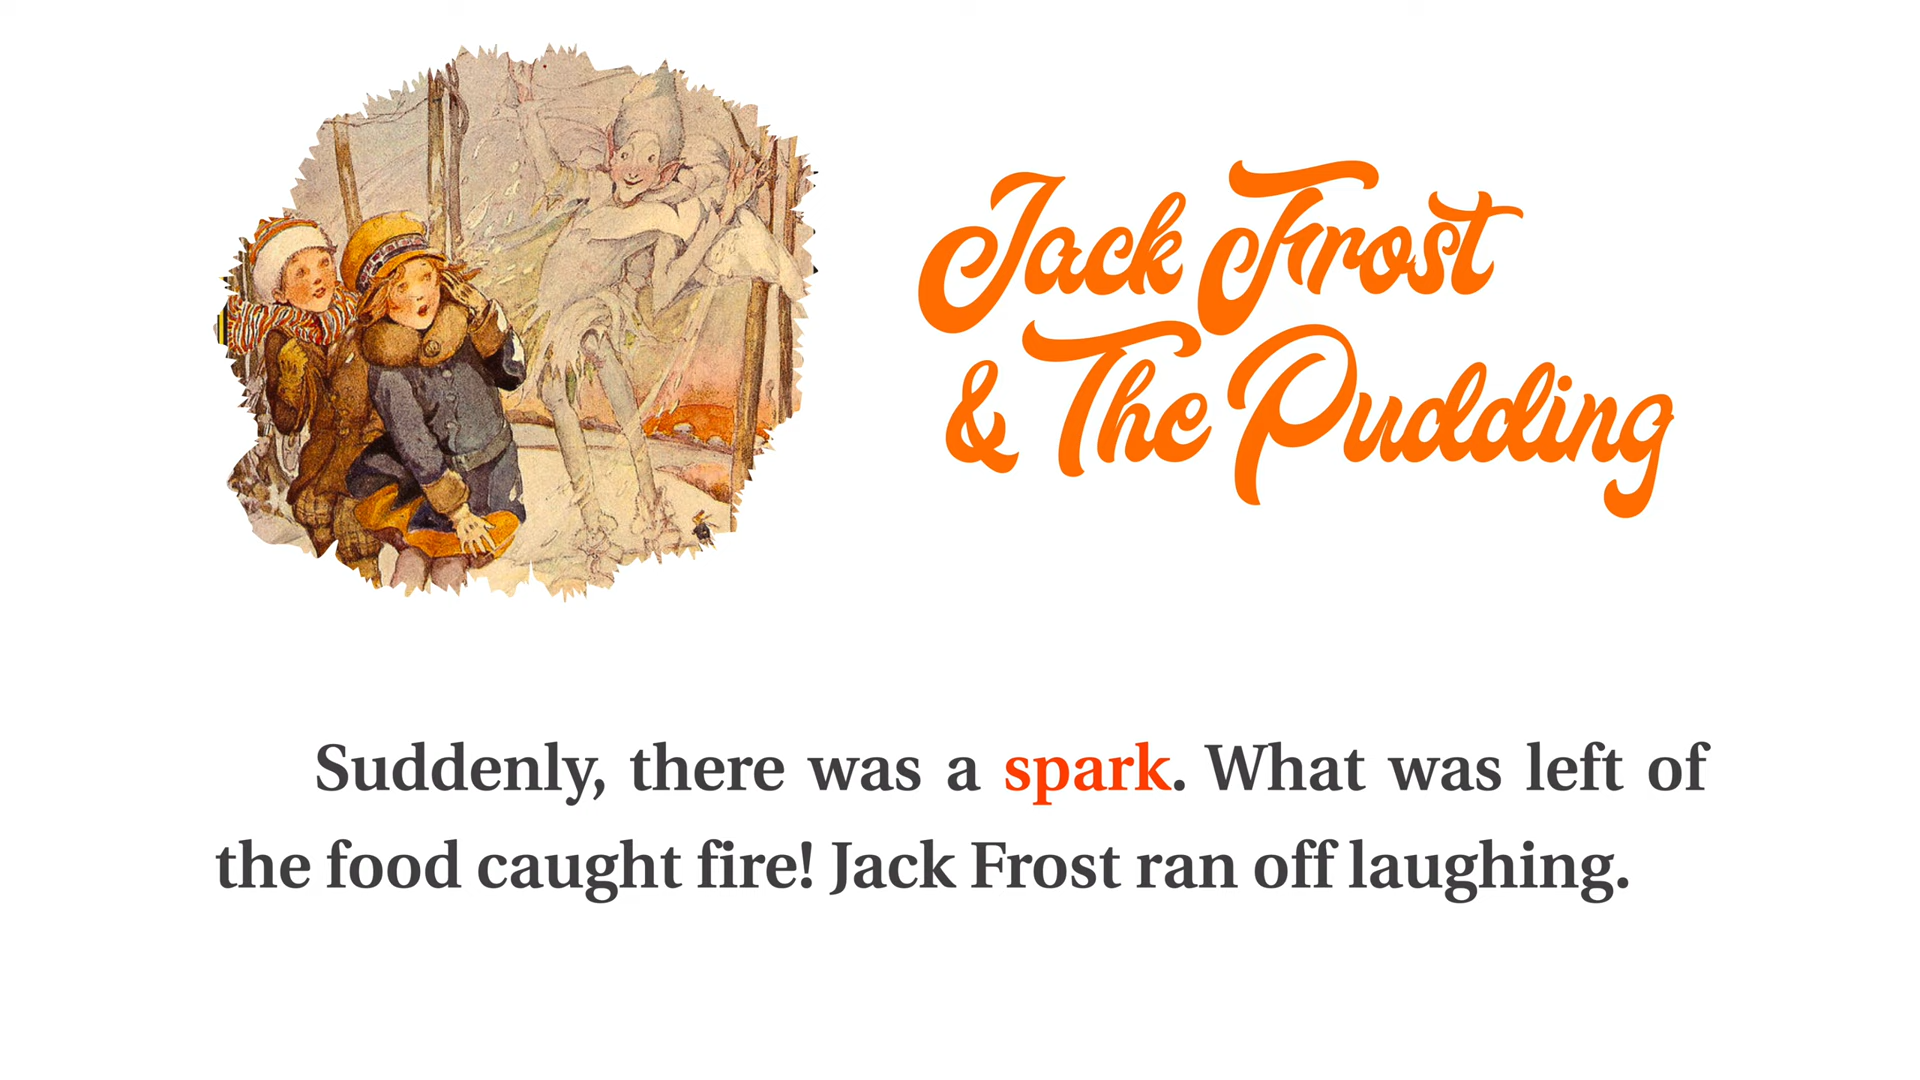 Jack Frost
& The Pudding
Suddenly, there was a spark. What was left of
the food caught fire! Jack Frost ran off laughing.